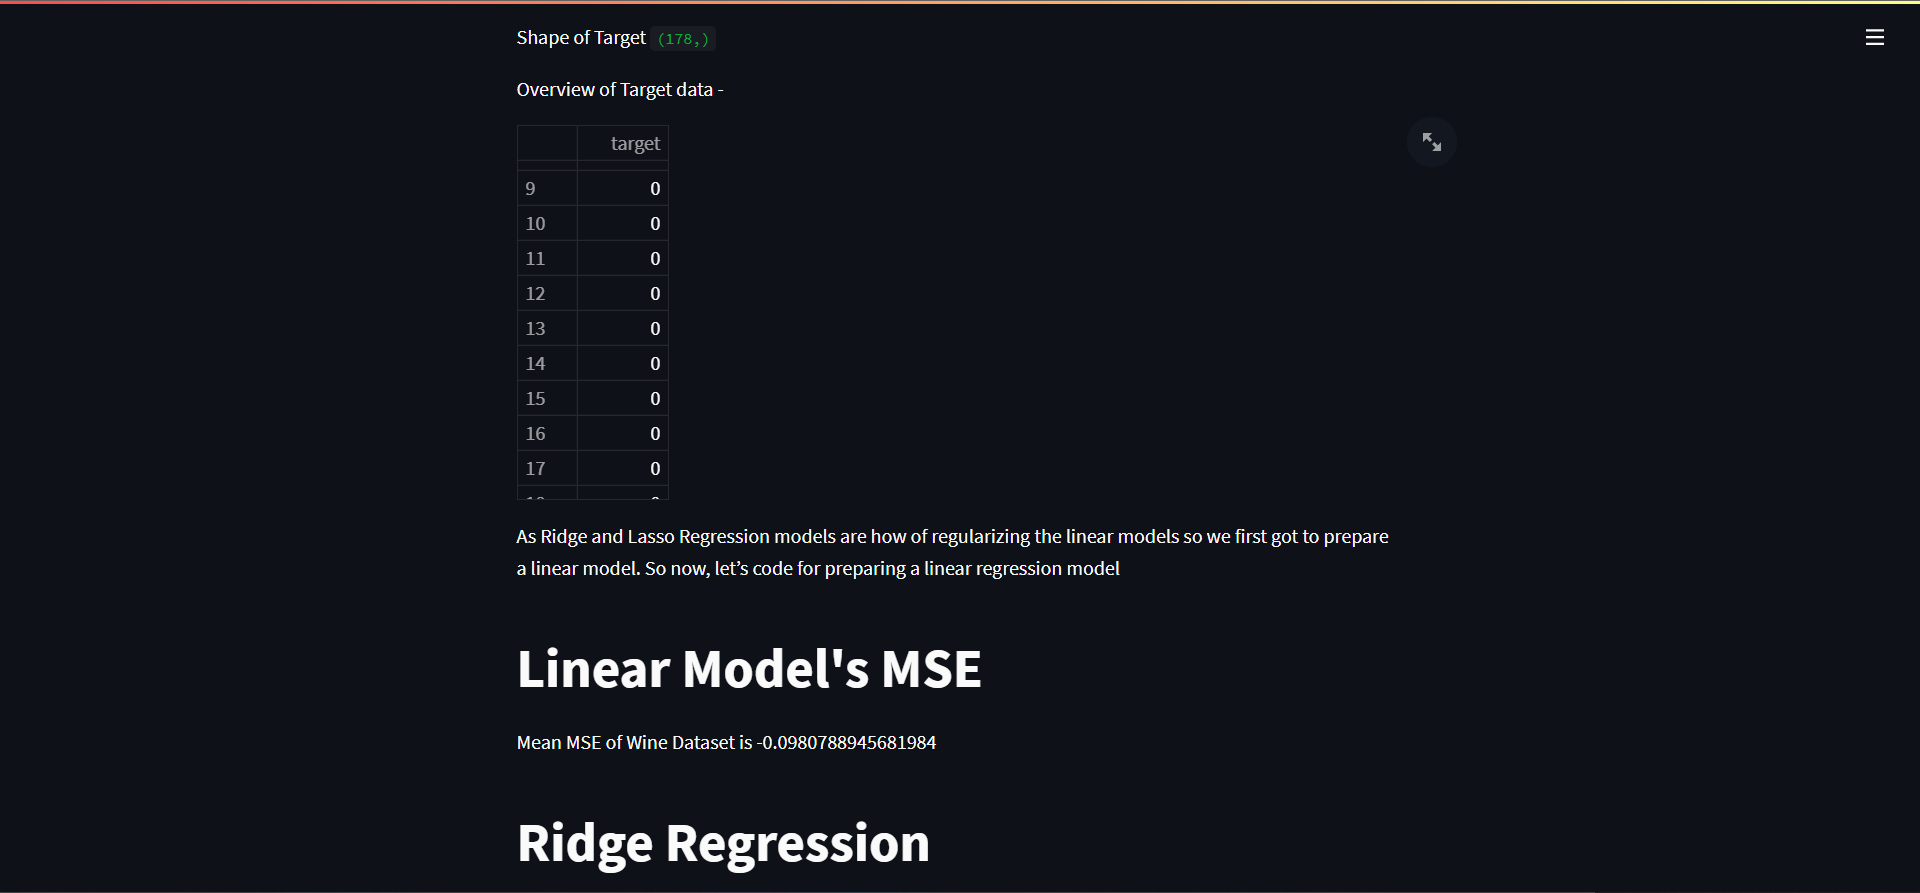 Shape of Target (178,)
Overview of Target data -
target
9 0
10 0
11 0
12 0
13 0
14 0
15 0
16 0
17 0
As Ridge and Lasso Regression models are how of regularizing the linear models so we first got to prepare
a linear model. So now, let’s code for preparing a linear regression model
Linear Model's MSE
Mean MSE of Wine Dataset is -0.0980788945681984
Ridge Regression